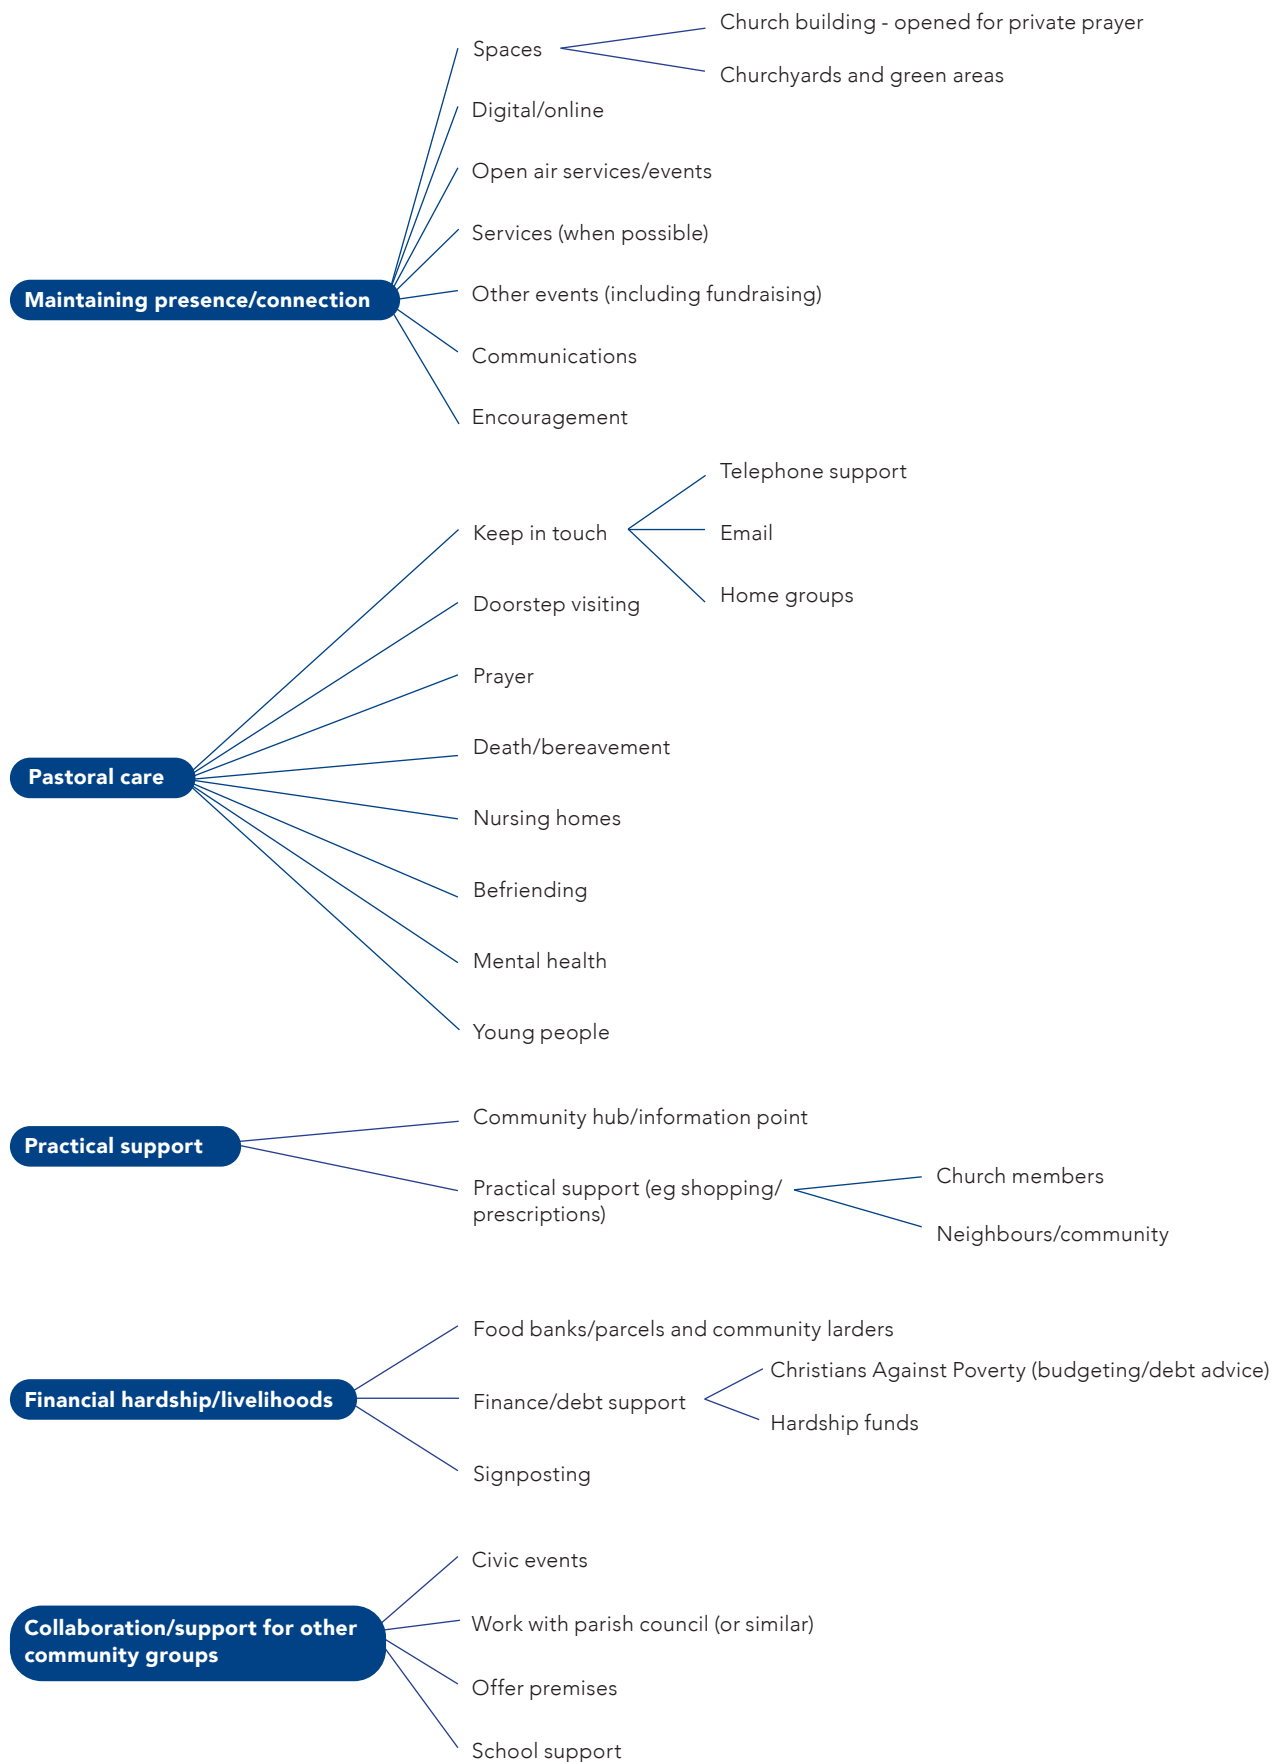 Church building - opened for private prayer
Spaces
Churchyards and green areas
Digital/online
Open air services/events
Services (when possible)
Maintaining presence/connection
Other events (including fundraising)
Communications
Encouragement
Telephone support
Keep in touch
Email
Home groups
Doorstep visiting
Prayer
Death/bereavement
Pastoral care
Nursing homes
Befriending
Mental health
Young people
Community hub/information point
Practical support
Practical support (eg shopping/
prescriptions)
Church members
Neighbours/community
Food banks/parcels and community larders
Christians Against Poverty (budgeting/debt advice)
Financial hardship/livelihoods
Finance/debt support
Hardship funds
Signposting
Civic events
Collaboration/support for other
community groups
Work with parish council (or similar)
Offer premises
School support